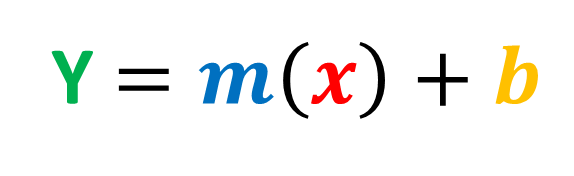 Y = m(x) + b